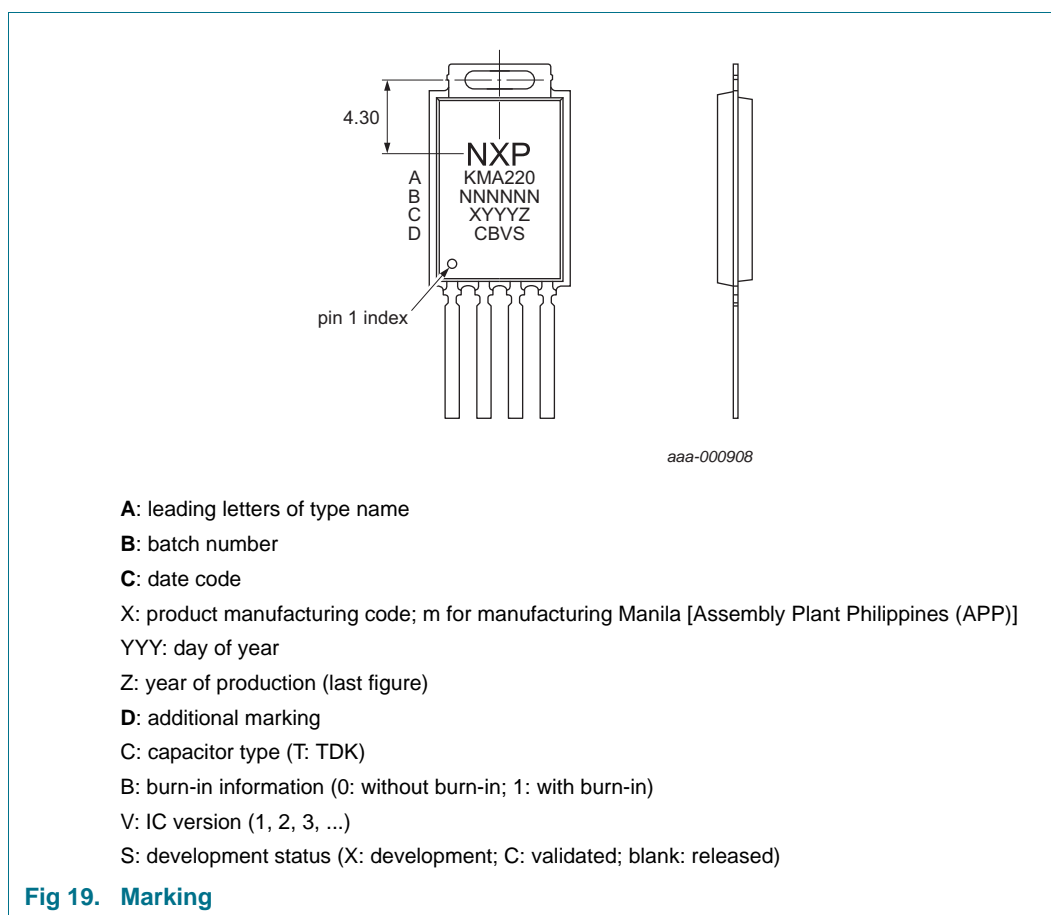 4.30
NXP
A KMA220
B NNNNNN
C XYYYZ
D CBVS
pin 1 index
aaa-000908
A: leading letters of type name
B: batch number
C: date code
X: product manufacturing code; m for manufacturing Manila [Assembly Plant Philippines (APP)]
YYY: day of year
Z: year of production (last figure)
D: additional marking
C: capacitor type (T: TDK)
B: burn-in information (0: without burn-in; 1: with burn-in)
V: IC version (1, 2, 3, ...)
S: development status (X: development; C: validated; blank: released)
Fig 19. Marking